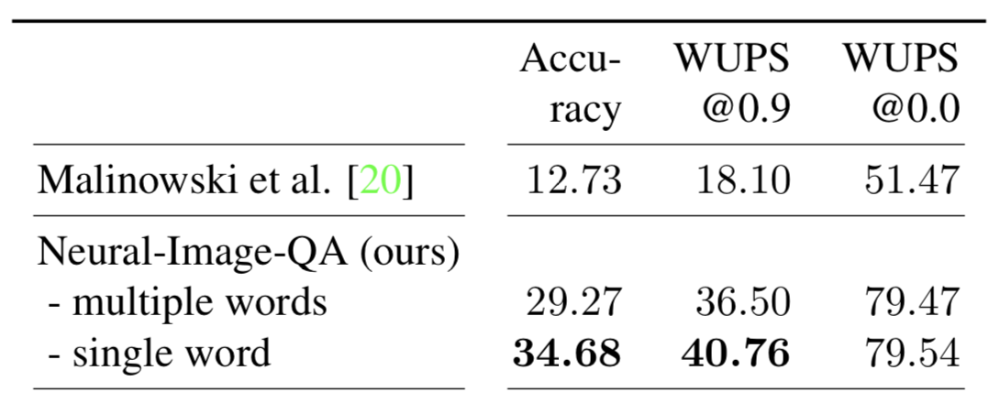 Accu- WUPS WUPS
racy @0.9 @0.0
Malinowski et al. [20] 12.73 18.10 51.47
Neural-Image-QA (ours)
- multiple words 29.27 36.50 79.47
- single word 34.68 40.76 79.54